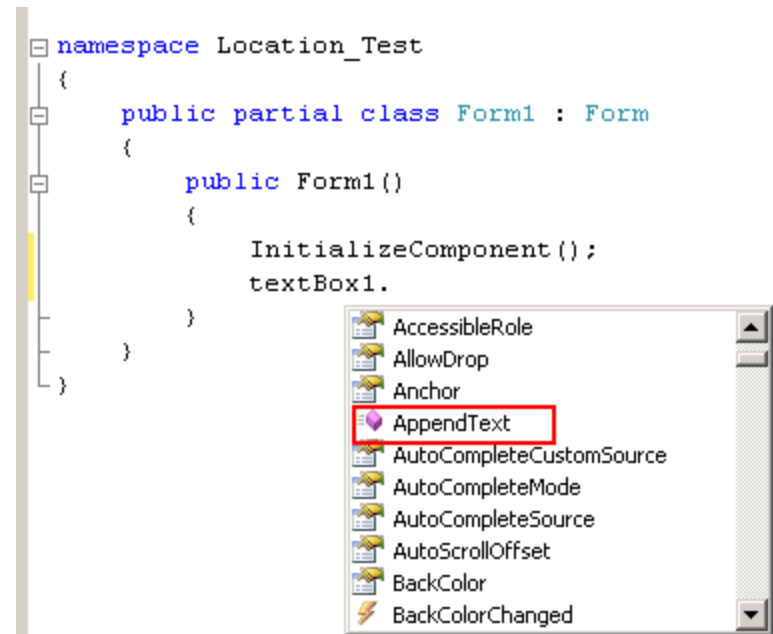 namespace Location_Test
{
public partial class Form1 : Form
{
public Form1()
{
InitializeComponent();
textBox1.
}
}
}
AccessibleRole
AllowDrop
Anchor
AppendText
AutoCompleteCustomSource
AutoCompleteMode
AutoCompleteSource
AutoScrollOffset
BackColor
BackColorChanged